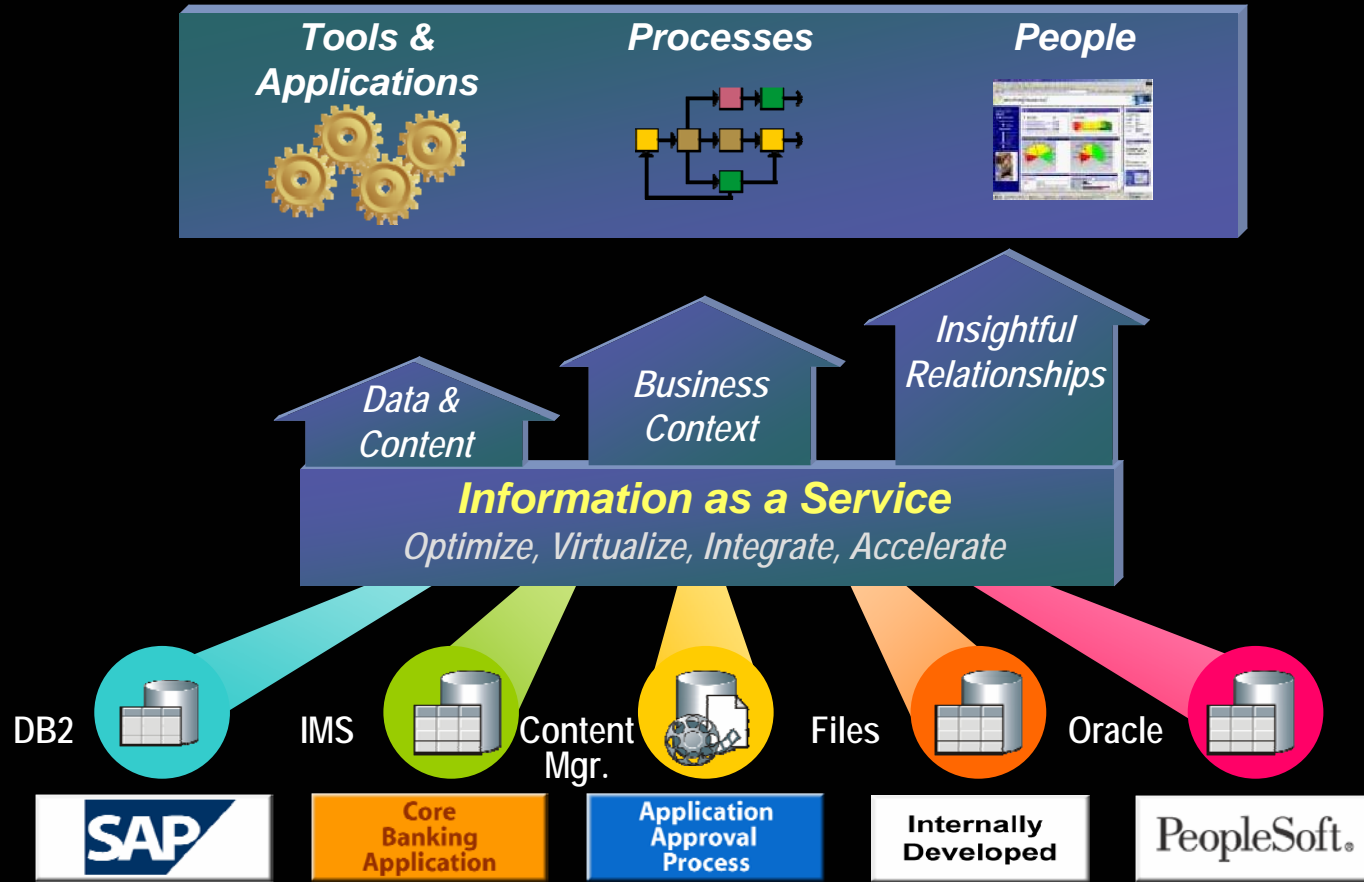 Tools &
Applications
Processes
People
Data &
Content
Business
Context
Insightful
Relationships
Information as a Service
Optimize, Virtualize, Integrate, Accelerate
DB2
IMS
Content
Mgr.
Files
Oracle
SAP
Core
Banking
Application
Application
Approval
Process
Internally
Developed
PeopleSoft®